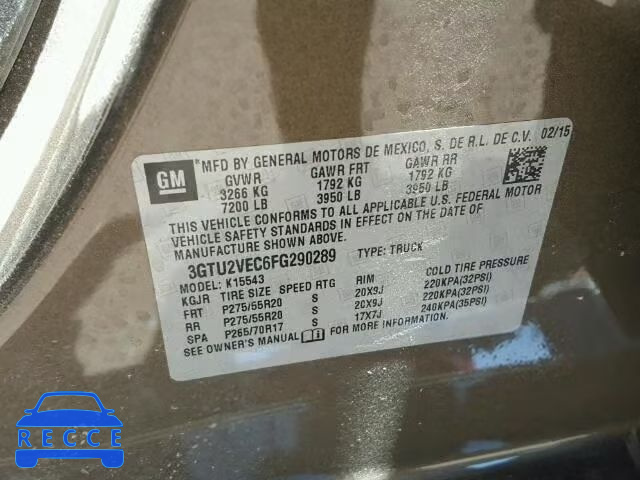 * MFD BY GENERAL MOTORS DE MEXICO, S. DE R.L. DE C.V. 02/15
GM
GVWR GAWR FRT GAWR RR
3266 KG 1792 KG 1792 KG
7200 LB 3950 LB 3950 LB
THIS VEHICLE CONFORMS TO ALL APPLICABLE U.S. FEDERAL MOTOR
VEHICLE SAFETY STANDARDS IN EFFECT ON THE DATE OF
MANUFACTURE SHOWN ABOVE.
3GTU2VEC6FG290289 TYPE: TRUCK
MODEL: K15543
KGJR TIRE SIZE SPEED RTG RIM COLD TIRE PRESSURE
FRT P275/55R20 S 20X9J 220KPA(32PSI)
RR P275/55R20 S 20X9J 220KPA(32PSI)
SPA P265/70R17 S 17X7J 240KPA(35PSI)
SEE OWNER'S MANUAL FOR MORE INFORMATION.
RECENT CARS